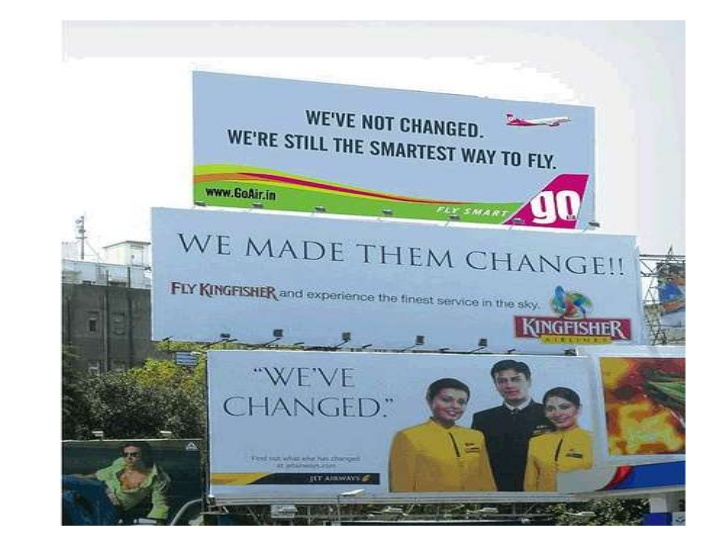 WE'VE NOT CHANGED.
WE'RE STILL THE SMARTEST WAY TO FLY.
www.GoAir.in
FLY SMART
go
WE MADE THEM CHANGE!!
FLY KINGFISHER and experience the finest service in the sky.
KINGFISHER
AIRLINES
"WE'VE
CHANGED."
Find out what else has changed
at jetairways.com
JET AIRWAYS